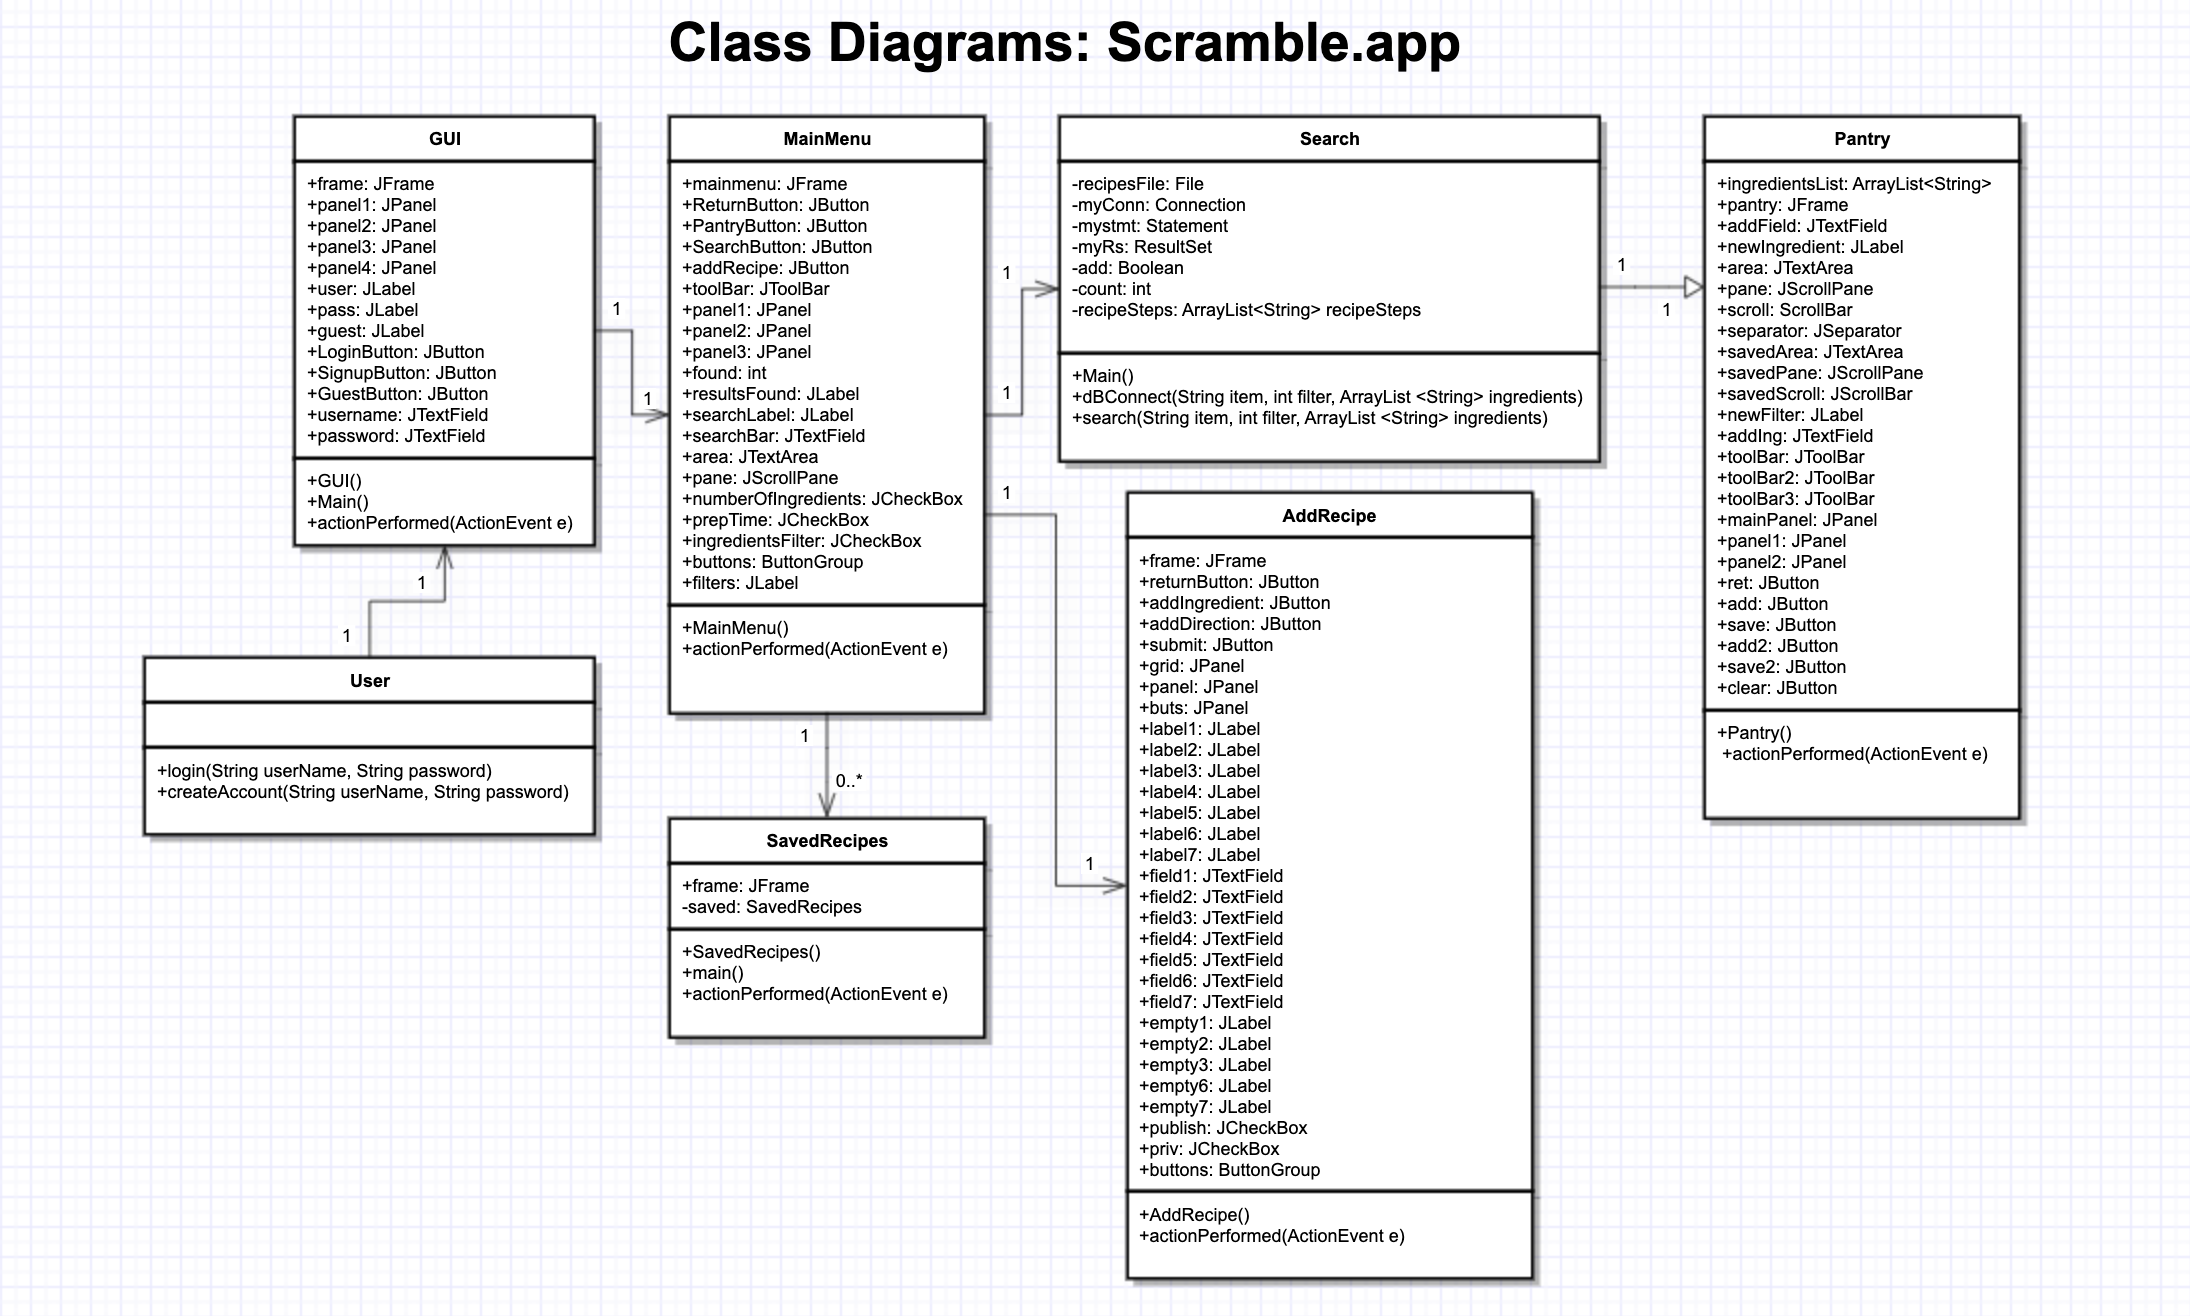 Class Diagrams: Scramble.app
GUI
+frame: JFrame
+panel1: JPanel
+panel2: JPanel
+panel3: JPanel
+panel4: JPanel
+user: JLabel
+pass: JLabel
+guest: JLabel
+LoginButton: JButton
+SignupButton: JButton
+GuestButton: JButton
+username: JTextField
+password: JTextField
+GUI()
+Main()
+actionPerformed(ActionEvent e)
1
1
1
1
User
+login(String userName, String password)
+createAccount(String userName, String password)
MainMenu
+mainmenu: JFrame
+ReturnButton: JButton
+PantryButton: JButton
+SearchButton: JButton
+addRecipe: JButton
+toolBar: JToolBar
+panel1: JPanel
+panel2: JPanel
+panel3: JPanel
+found: int
+resultsFound: JLabel
+searchLabel: JLabel
+searchBar: JTextField
+area: JTextArea
+pane: JScrollPane
+numberOfIngredients: JCheckBox
+prepTime: JCheckBox
+ingredientsFilter: JCheckBox
+buttons: ButtonGroup
+filters: JLabel
+MainMenu()
+actionPerformed(ActionEvent e)
1
0..*
SavedRecipes
+frame: JFrame
-saved: SavedRecipes
+SavedRecipes()
+main()
+actionPerformed(ActionEvent e)
1
1
1
1
Search
-recipesFile: File
-myConn: Connection
-mystmt: Statement
-myRs: ResultSet
-add: Boolean
-count: int
-recipeSteps: ArrayList<String> recipeSteps
+Main()
+dBConnect(String item, int filter, ArrayList <String> ingredients)
+search(String item, int filter, ArrayList <String> ingredients)
AddRecipe
+frame: JFrame
+returnButton: JButton
+addIngredient: JButton
+addDirection: JButton
+submit: JButton
+grid: JPanel
+panel: JPanel
+buts: JPanel
+label1: JLabel
+label2: JLabel
+label3: JLabel
+label4: JLabel
+label5: JLabel
+label6: JLabel
+label7: JLabel
+field1: JTextField
+field2: JTextField
+field3: JTextField
+field4: JTextField
+field5: JTextField
+field6: JTextField
+field7: JTextField
+empty1: JLabel
+empty2: JLabel
+empty3: JLabel
+empty6: JLabel
+empty7: JLabel
+publish: JCheckBox
+priv: JCheckBox
+buttons: ButtonGroup
+AddRecipe()
+actionPerformed(ActionEvent e)
1
1
Pantry
+ingredientsList: ArrayList<String>
+pantry: JFrame
+addField: JTextField
+newIngredient: JLabel
+area: JTextArea
+pane: JScrollPane
+scroll: ScrollBar
+separator: JSeparator
+savedArea: JTextArea
+savedPane: JScrollPane
+savedScroll: JScrollBar
+newFilter: JLabel
+addIng: JTextField
+toolBar: JToolBar
+toolBar2: JToolBar
+toolBar3: JToolBar
+mainPanel: JPanel
+panel1: JPanel
+panel2: JPanel
+ret: JButton
+add: JButton
+save: JButton
+add2: JButton
+save2: JButton
+clear: JButton
+Pantry()
+actionPerformed(ActionEvent e)